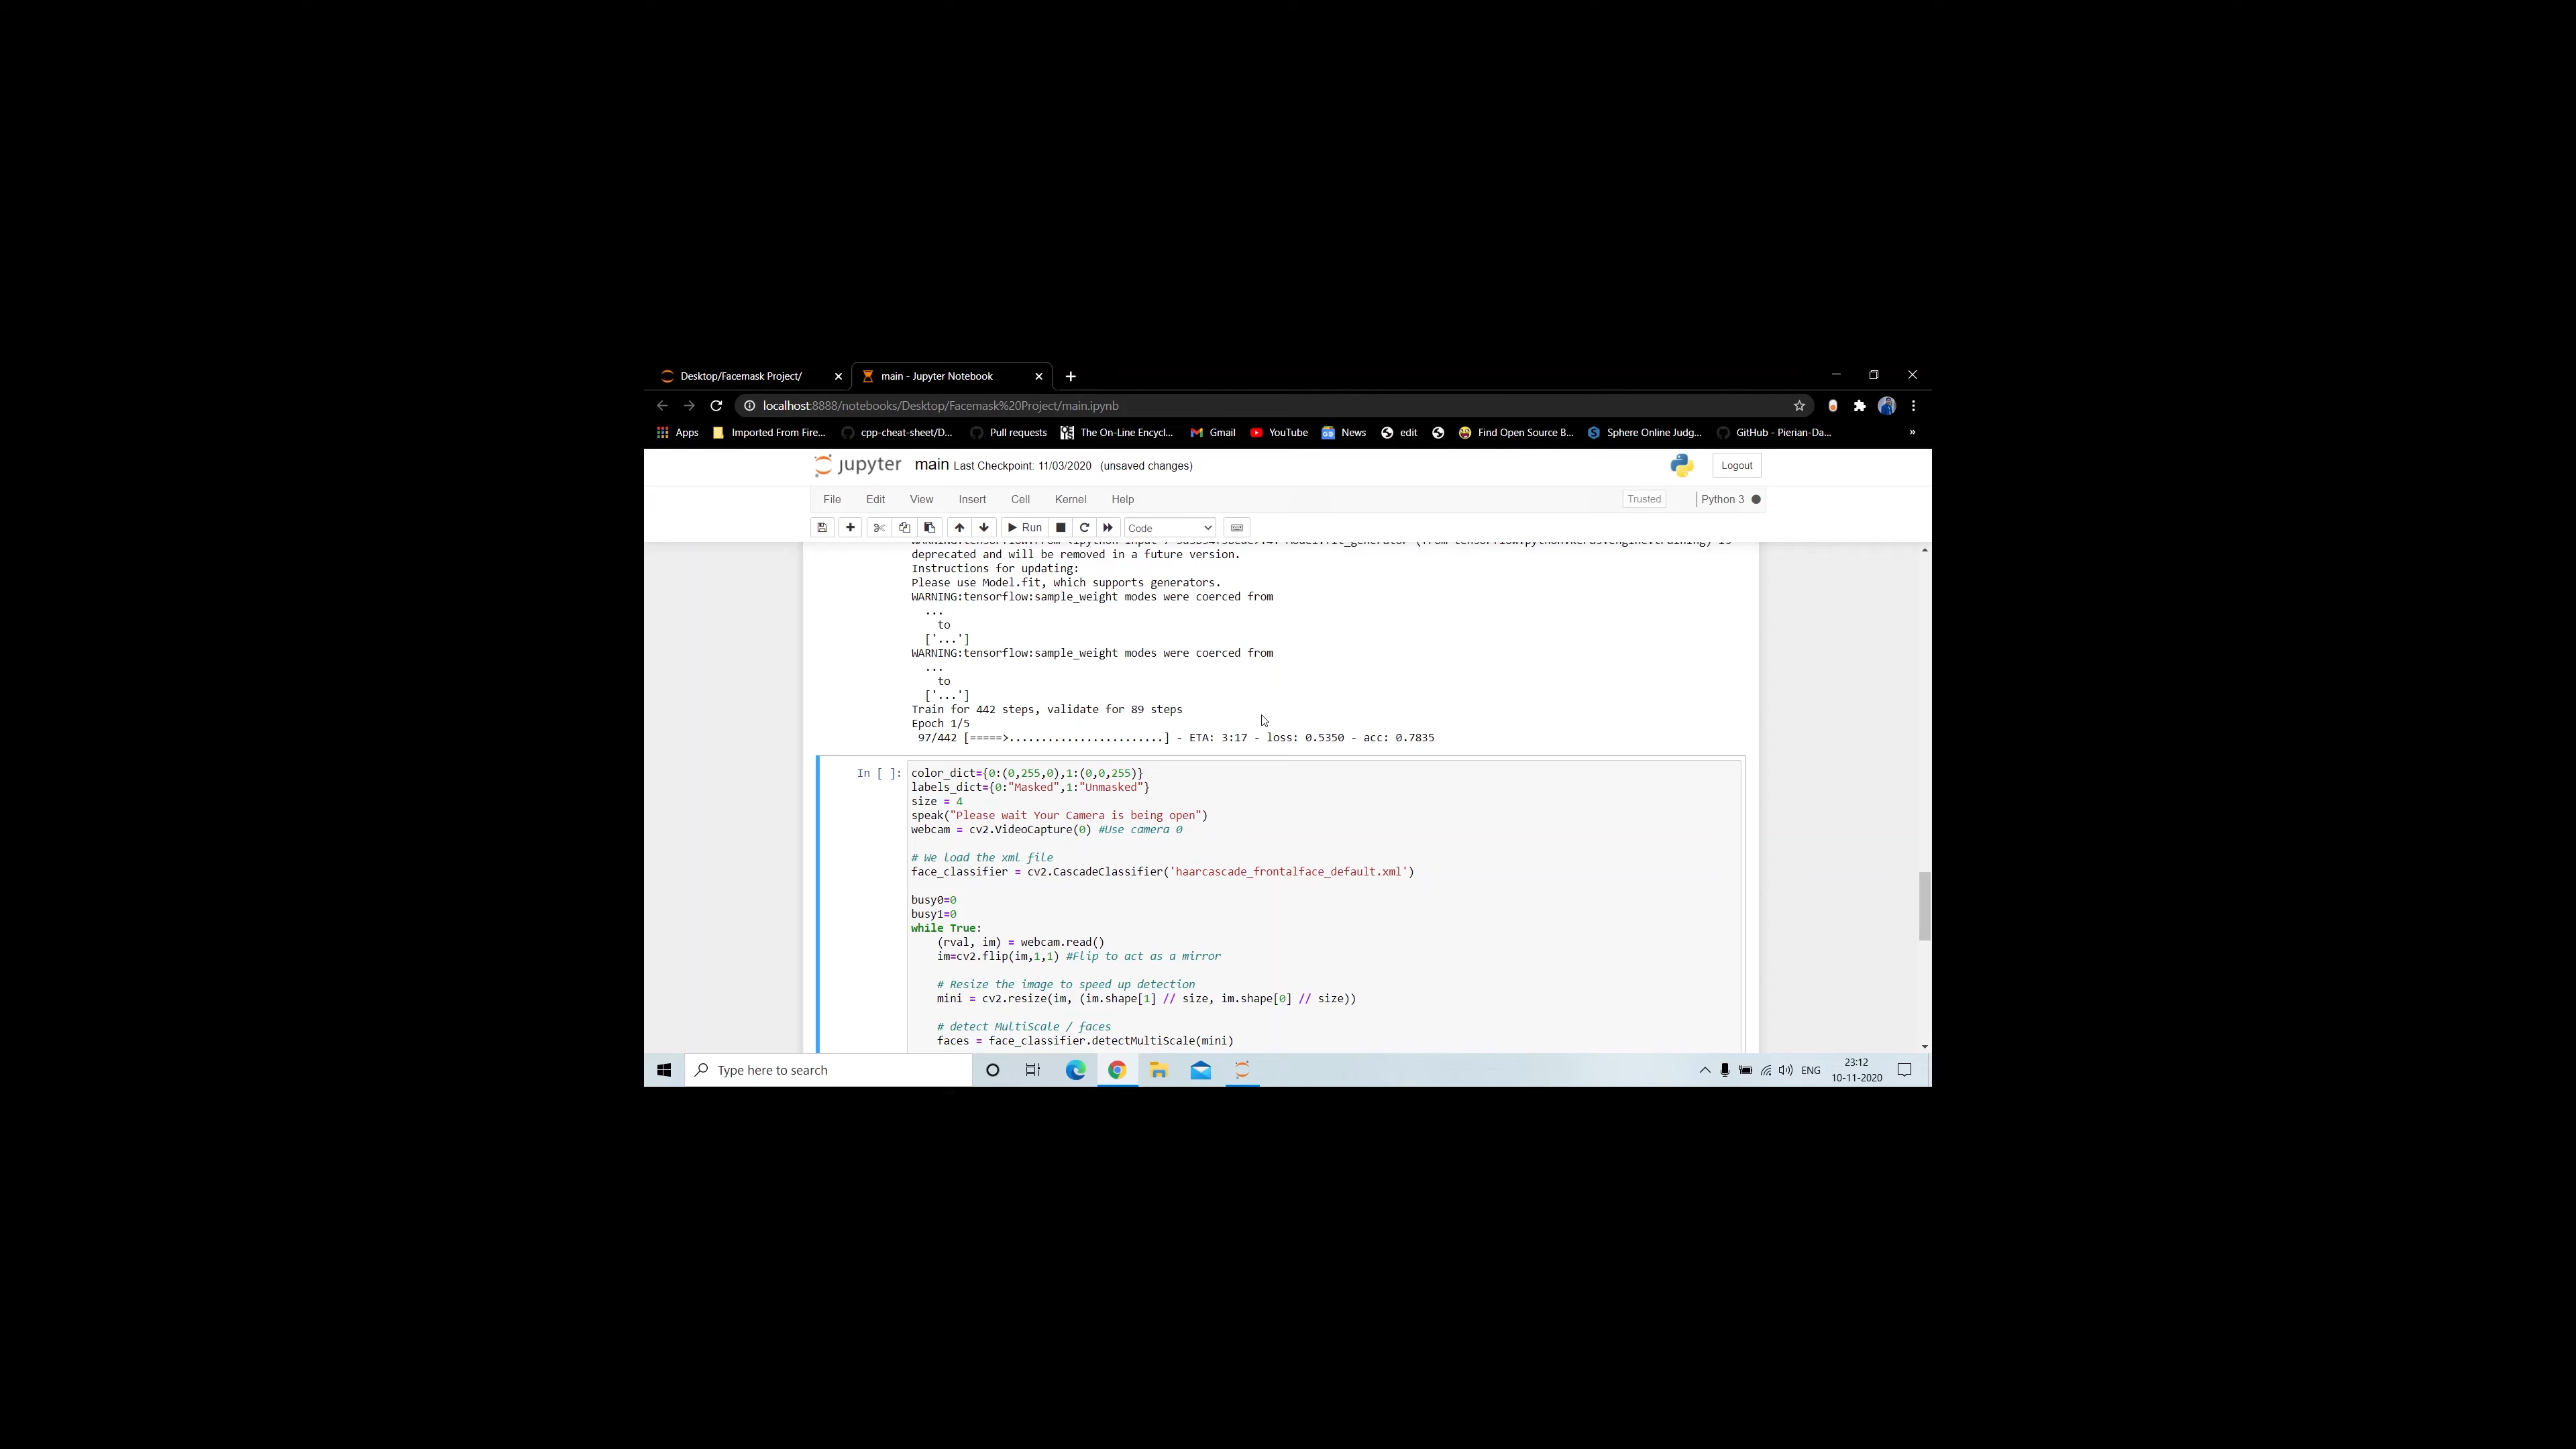 Desktop/Facemask Project/
main - Jupyter Notebook
localhost:8888/notebooks/Desktop/Facemask%20Project/main.ipynb
Apps Imported From Fire... cpp-cheat-sheet/D... Pull requests The On-Line Encycl... Gmail YouTube News edit Find Open Source B... Sphere Online Judg... GitHub - Pierian-Da... »
jupyter main Last Checkpoint: 11/03/2020 (unsaved changes) Logout
File Edit View Insert Cell Kernel Help Trusted Python 3
Run Code
deprecated and will be removed in a future version.
Instructions for updating:
Please use Model.fit, which supports generators.
WARNING:tensorflow:sample_weight modes were coerced from
  ...
    to
  ['...']
WARNING:tensorflow:sample_weight modes were coerced from
  ...
    to
  ['...']
Train for 442 steps, validate for 89 steps
Epoch 1/5
 97/442 [=====>........................] - ETA: 3:17 - loss: 0.5350 - acc: 0.7835
In [ ]: color_dict={0:(0,255,0),1:(0,0,255)}
labels_dict={0:"Masked",1:"Unmasked"}
size = 4
speak("Please wait Your Camera is being open")
webcam = cv2.VideoCapture(0) #Use camera 0
# We load the xml file
face_classifier = cv2.CascadeClassifier('haarcascade_frontalface_default.xml')
busy0=0
busy1=0
while True:
    (rval, im) = webcam.read()
    im=cv2.flip(im,1,1) #Flip to act as a mirror
    # Resize the image to speed up detection
    mini = cv2.resize(im, (im.shape[1] // size, im.shape[0] // size))
    # detect MultiScale / faces
    faces = face_classifier.detectMultiScale(mini)
Type here to search
ENG
23:12
10-11-2020